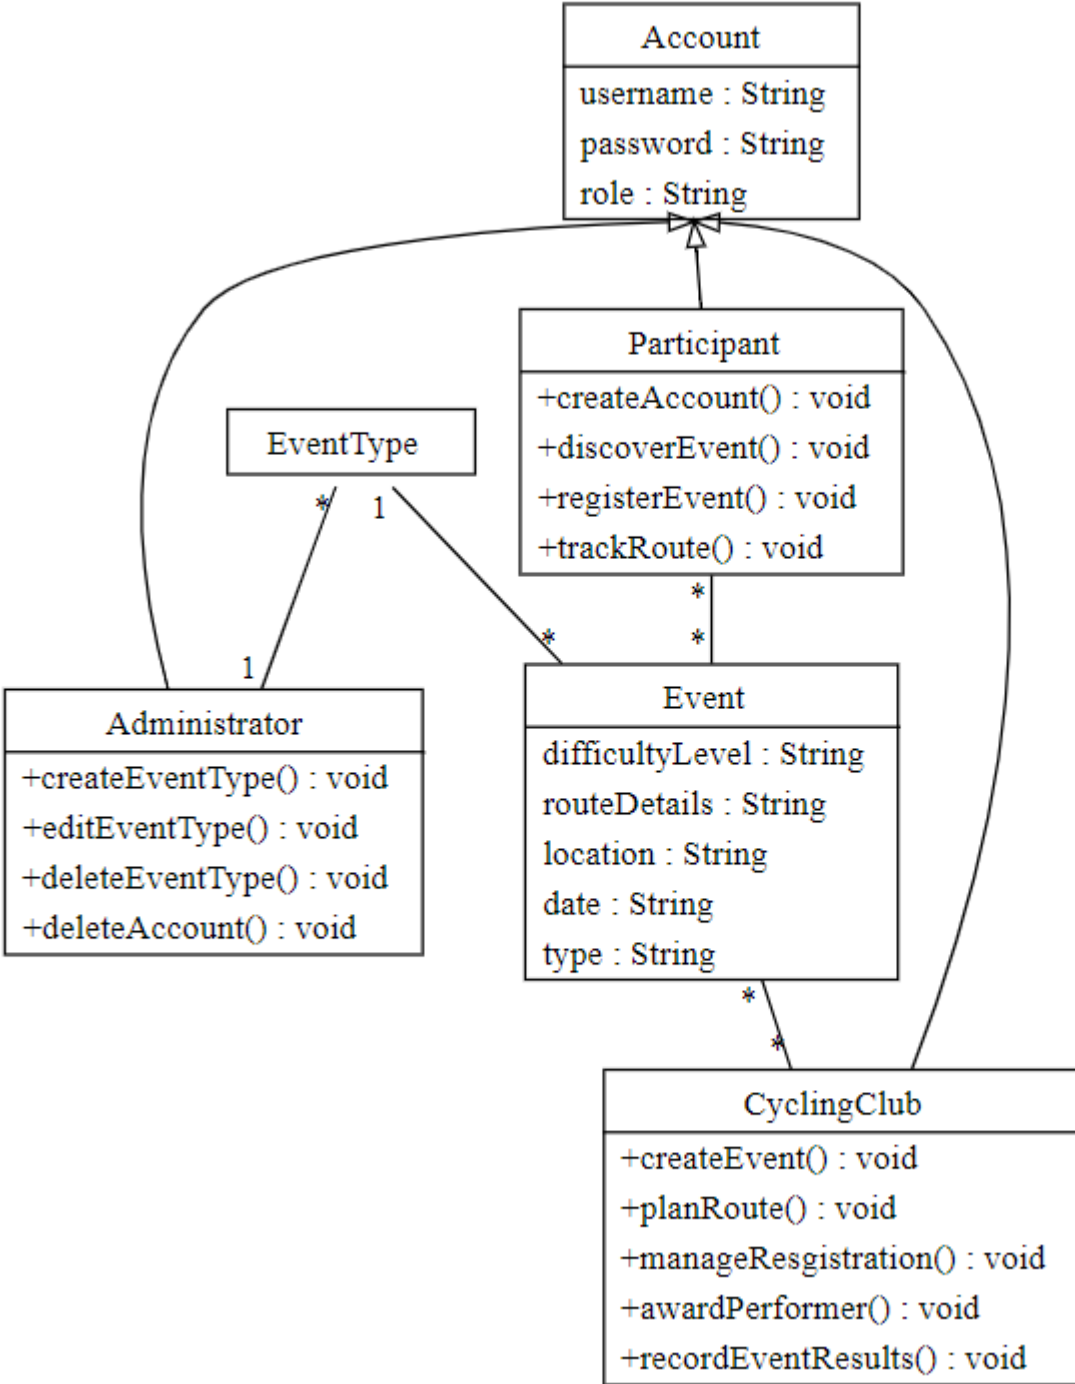 Account
username : String
password : String
role : String
Participant
+createAccount() : void
+discoverEvent() : void
+registerEvent() : void
+trackRoute() : void
EventType
*
1
*
*
*
1
Administrator
+createEventType() : void
+editEventType() : void
+deleteEventType() : void
+deleteAccount() : void
Event
difficultyLevel : String
routeDetails : String
location : String
date : String
type : String
*
*
CyclingClub
+createEvent() : void
+planRoute() : void
+manageResgistration() : void
+awardPerformer() : void
+recordEventResults() : void